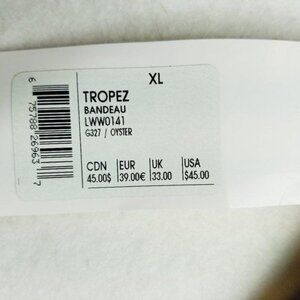 XL
TROPEZ
BANDEAU
LWW0141
G327 / OYSTER
CDN EUR UK USA
45.00$ 39.00€ 33.00 $45.00
6 75788 26963 7